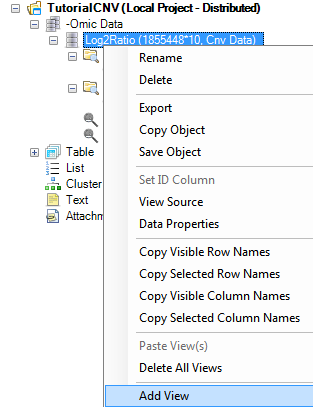 TutorialCNV (Local Project - Distributed)
-Omic Data
Log2Ratio (1855448*10, Cnv Data)
Rename
Delete
Export
Copy Object
Save Object
Table
Set ID Column
List
View Source
Cluster
Text
Data Properties
Attachm
Copy Visible Row Names
Copy Selected Row Names
Copy Visible Column Names
Copy Selected Column Names
Paste View(s)
Delete All Views
Add View